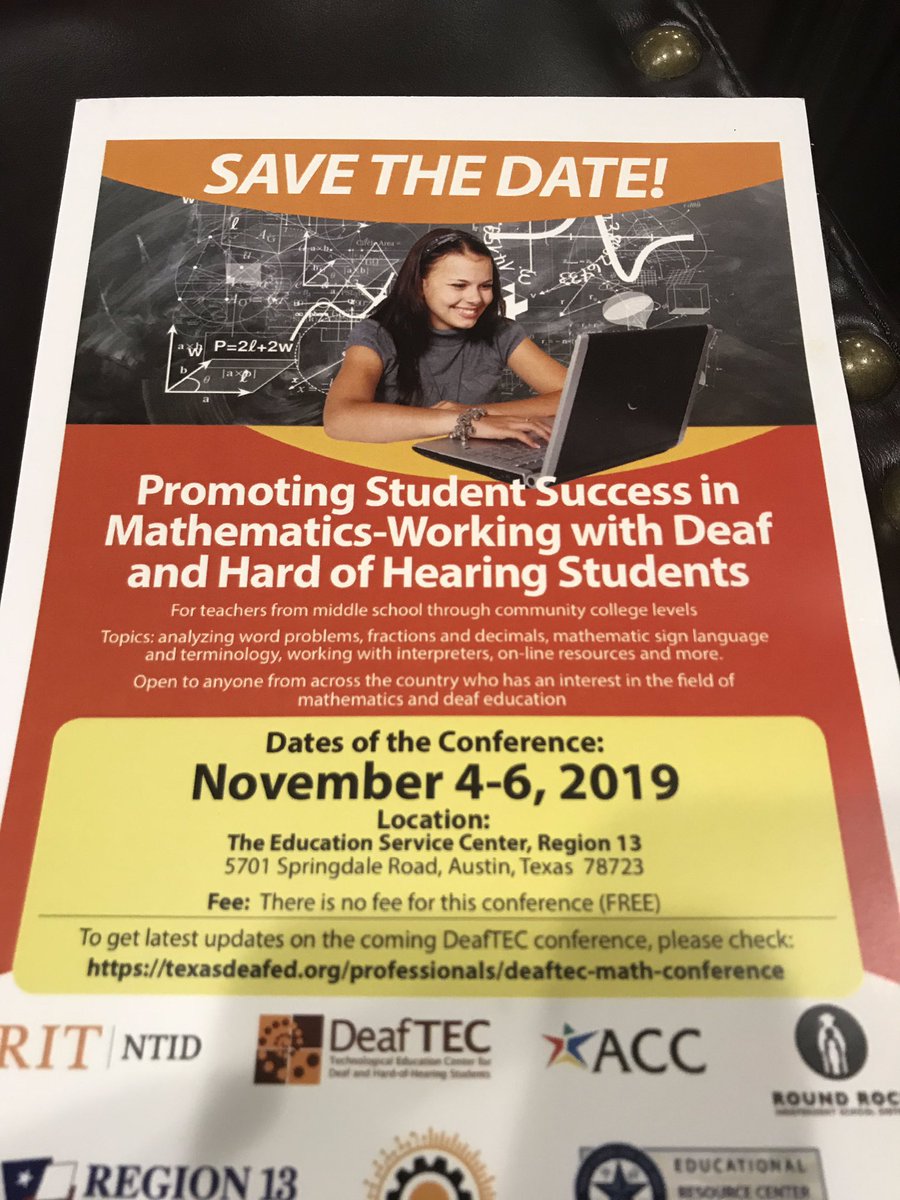 SAVE THE DATE!
P=2ℓ+2w
Promoting Student Success in
Mathematics-Working with Deaf
and Hard of Hearing Students
For teachers from middle school through community college levels
Topics: analyzing word problems, fractions and decimals, mathematic sign language
and terminology, working with interpreters, on-line resources and more.
Open to anyone from across the country who has an interest in the field of
mathematics and deaf education
Dates of the Conference:
November 4-6, 2019
Location:
The Education Service Center, Region 13
5701 Springdale Road, Austin, Texas 78723
Fee: There is no fee for this conference (FREE)
To get latest updates on the coming DeafTEC conference, please check:
https://texasdeafed.org/professionals/deaftec-math-conference
RIT | NTID
DeafTEC
Technological Education Center for
Deaf and Hard-of-Hearing Students
ACC
ROUND ROC
REGION 13
EDUCATIONAL
RESOURCE CENTER